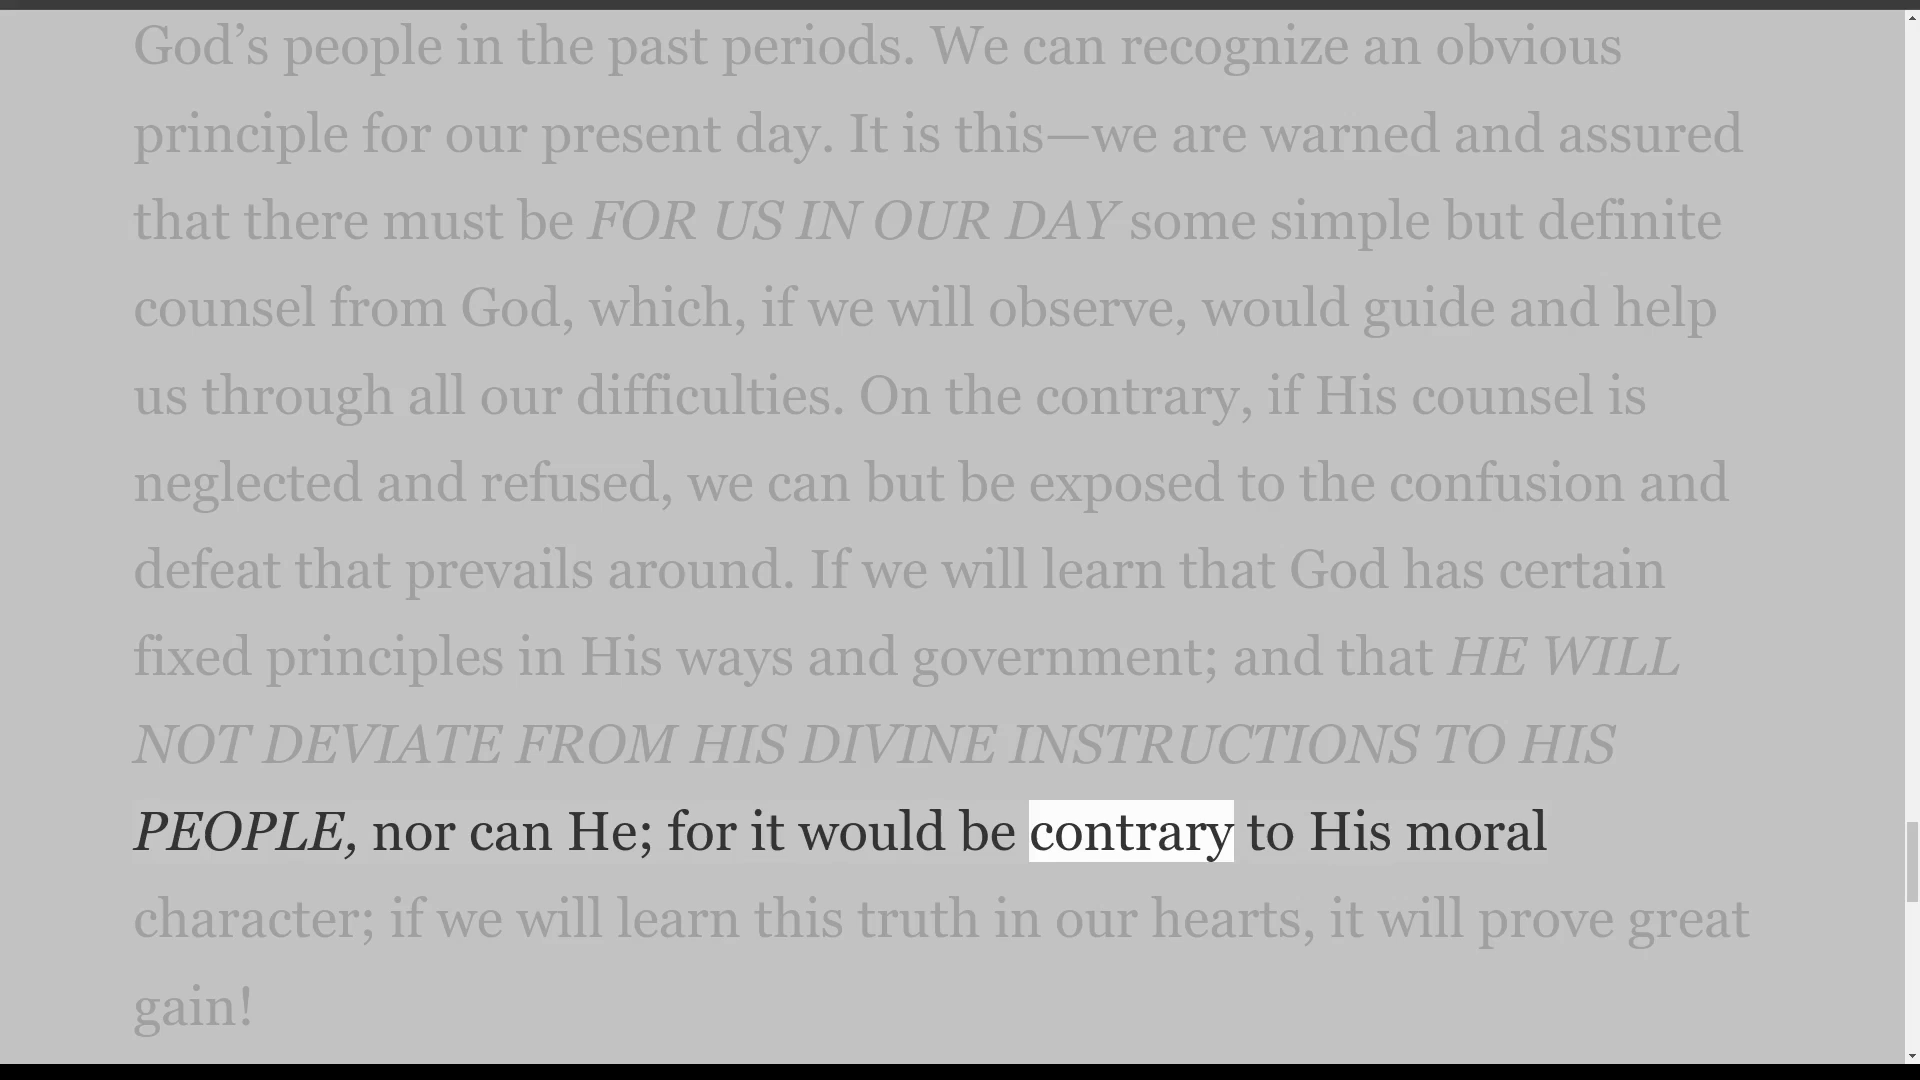 God’s people in the past periods. We can recognize an obvious
principle for our present day. It is this—we are warned and assured
that there must be FOR US IN OUR DAY some simple but definite
counsel from God, which, if we will observe, would guide and help
us through all our difficulties. On the contrary, if His counsel is
neglected and refused, we can but be exposed to the confusion and
defeat that prevails around. If we will learn that God has certain
fixed principles in His ways and government; and that HE WILL
NOT DEVIATE FROM HIS DIVINE INSTRUCTIONS TO HIS
PEOPLE, nor can He; for it would be contrary to His moral
character; if we will learn this truth in our hearts, it will prove great
gain!